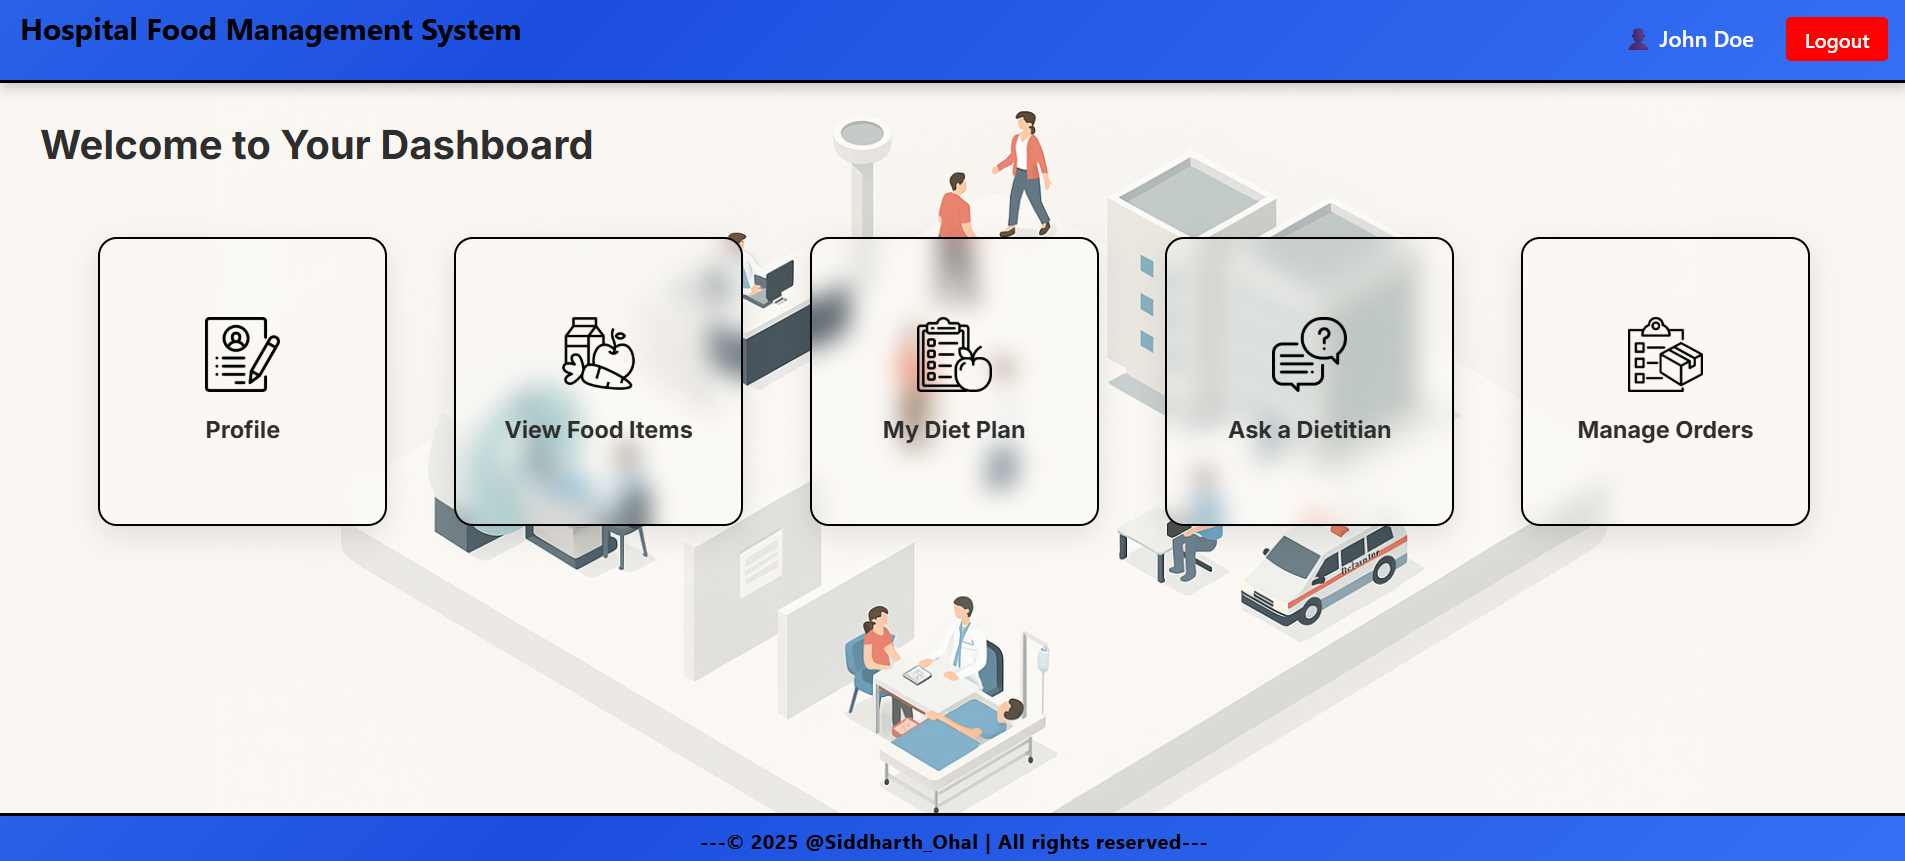 Hospital Food Management System
John Doe
Logout
Welcome to Your Dashboard
Profile
View Food Items
My Diet Plan
?
Ask a Dietitian
Manage Orders
---© 2025 @Siddharth_Ohal | All rights reserved---